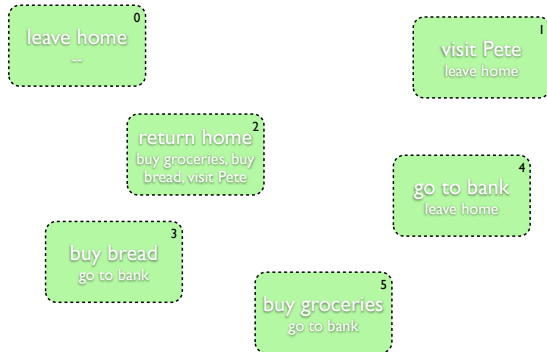 0
leave home
--
1
visit Pete
leave home
2
return home
buy groceries, buy
bread, visit Pete
4
go to bank
leave home
3
buy bread
go to bank
5
buy groceries
go to bank